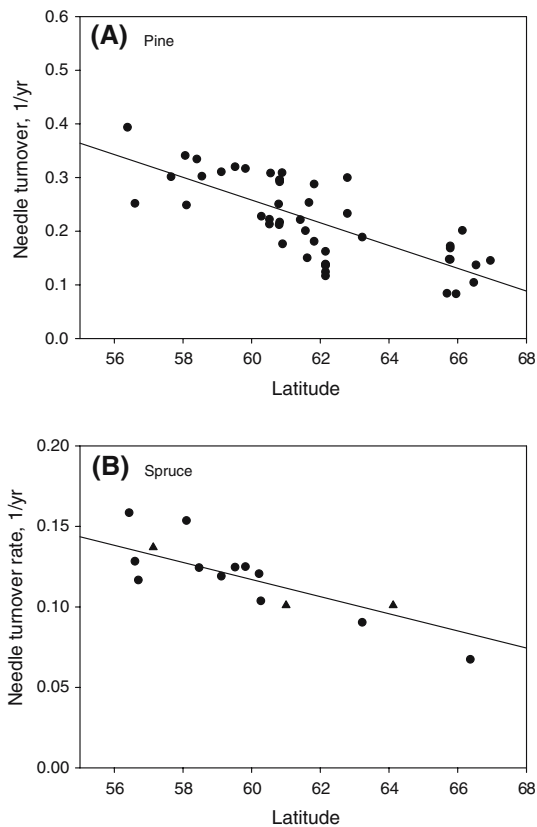 (A) Pine
Needle turnover, 1/yr
0.6
0.5
0.4
0.3
0.2
0.1
0.0
56 58 60 62 64 66 68
Latitude
(B) Spruce
Needle turnover rate, 1/yr
0.20
0.15
0.10
0.05
0.00
56 58 60 62 64 66 68
Latitude